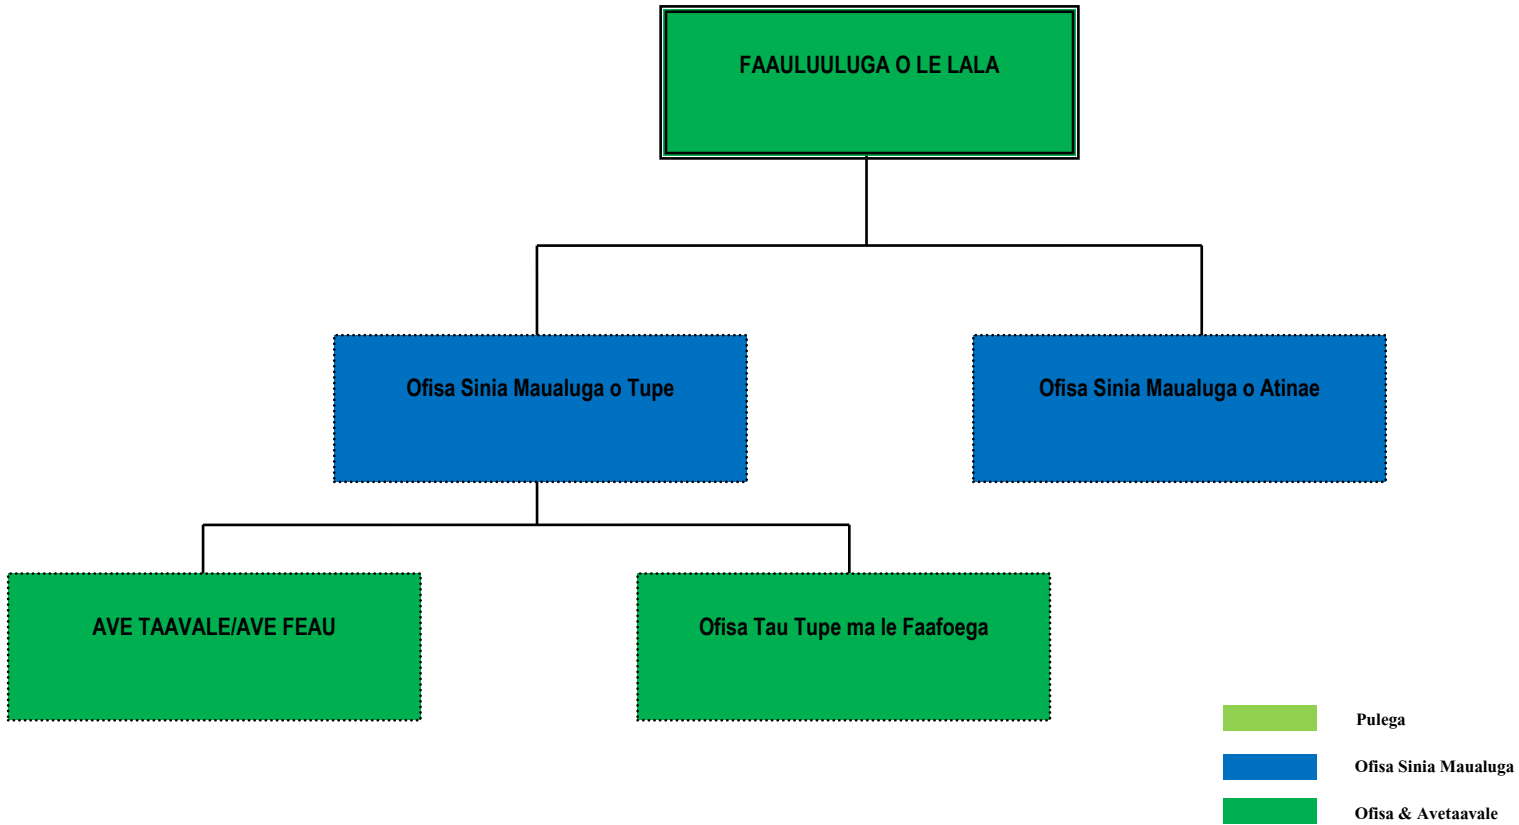 FAAULUULUGA O LE LALA
Ofisa Sinia Maualuga o Tupe
Ofisa Sinia Maualuga o Atinae
AVE TAAVALE/AVE FEAU
Ofisa Tau Tupe ma le Faafoega
Pulega
Ofisa Sinia Maualuga
Ofisa & Avetaavale